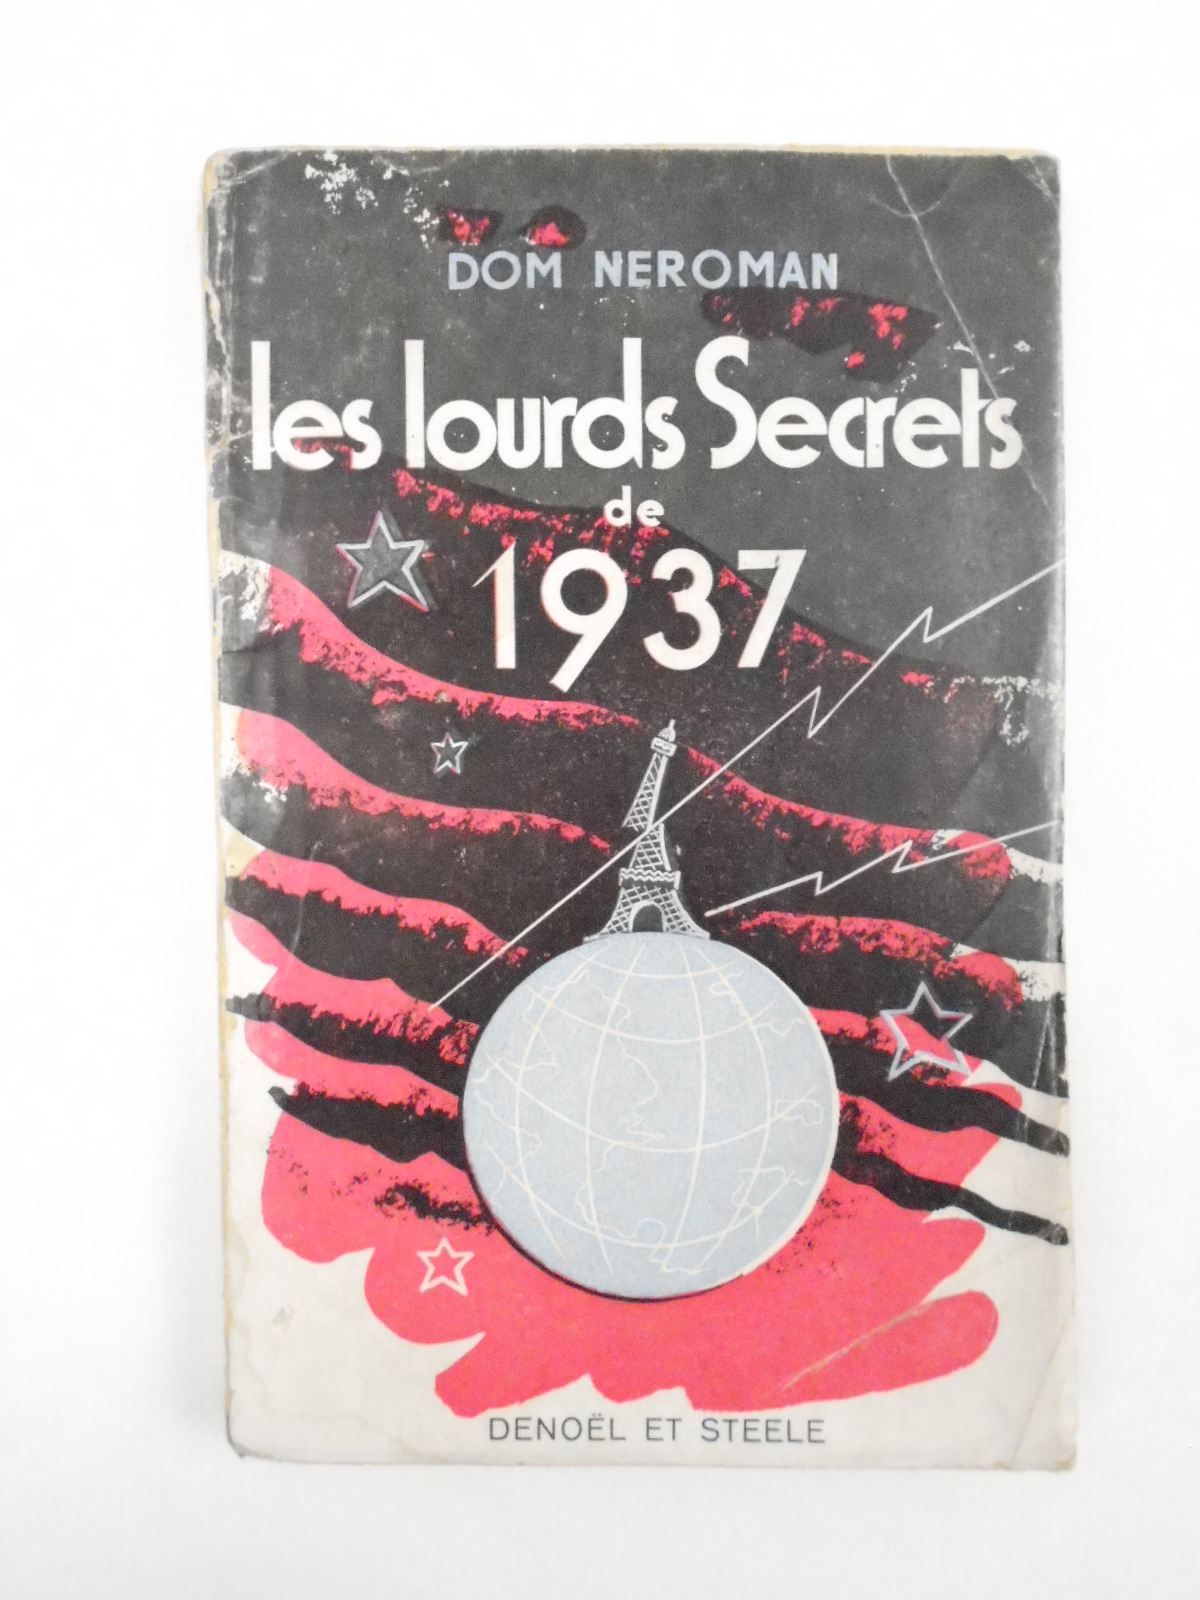 DOM NEROMAN
les lourds Secrets
de
1937
DENOËL ET STEELE